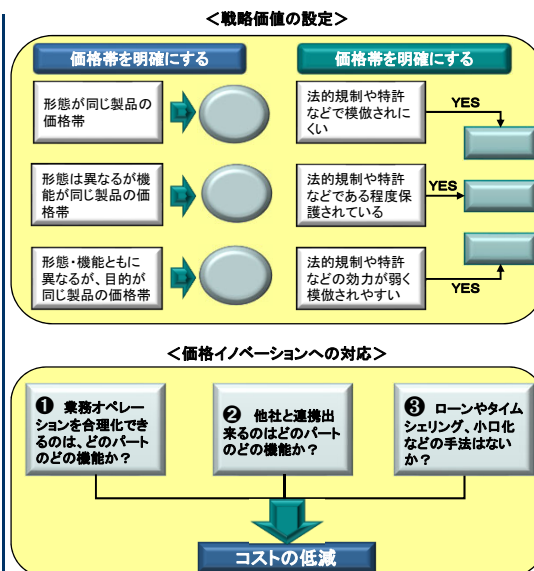 ＜戦略価値の設定＞
価格帯を明確にする
価格帯を明確にする
形態が同じ製品の
価格帯
法的規制や特許
などで模倣されに
くい
YES
形態は異なるが機
能が同じ製品の価
格帯
法的規制や特許
などである程度保
護されている
YES
形態・機能ともに
異なるが、目的が
同じ製品の価格帯
法的規制や特許
などの効力が弱く
模倣されやすい
YES
＜価格イノベーションへの対応＞
❶ 業務オペレー
ションを合理化でき
るのは、どのパート
のどの機能か？
❷ 他社と連携出
来るのはどのパート
のどの機能か？
❸ ローンやタイム
シェリング、小口化
などの手法はない
か？
コストの低減